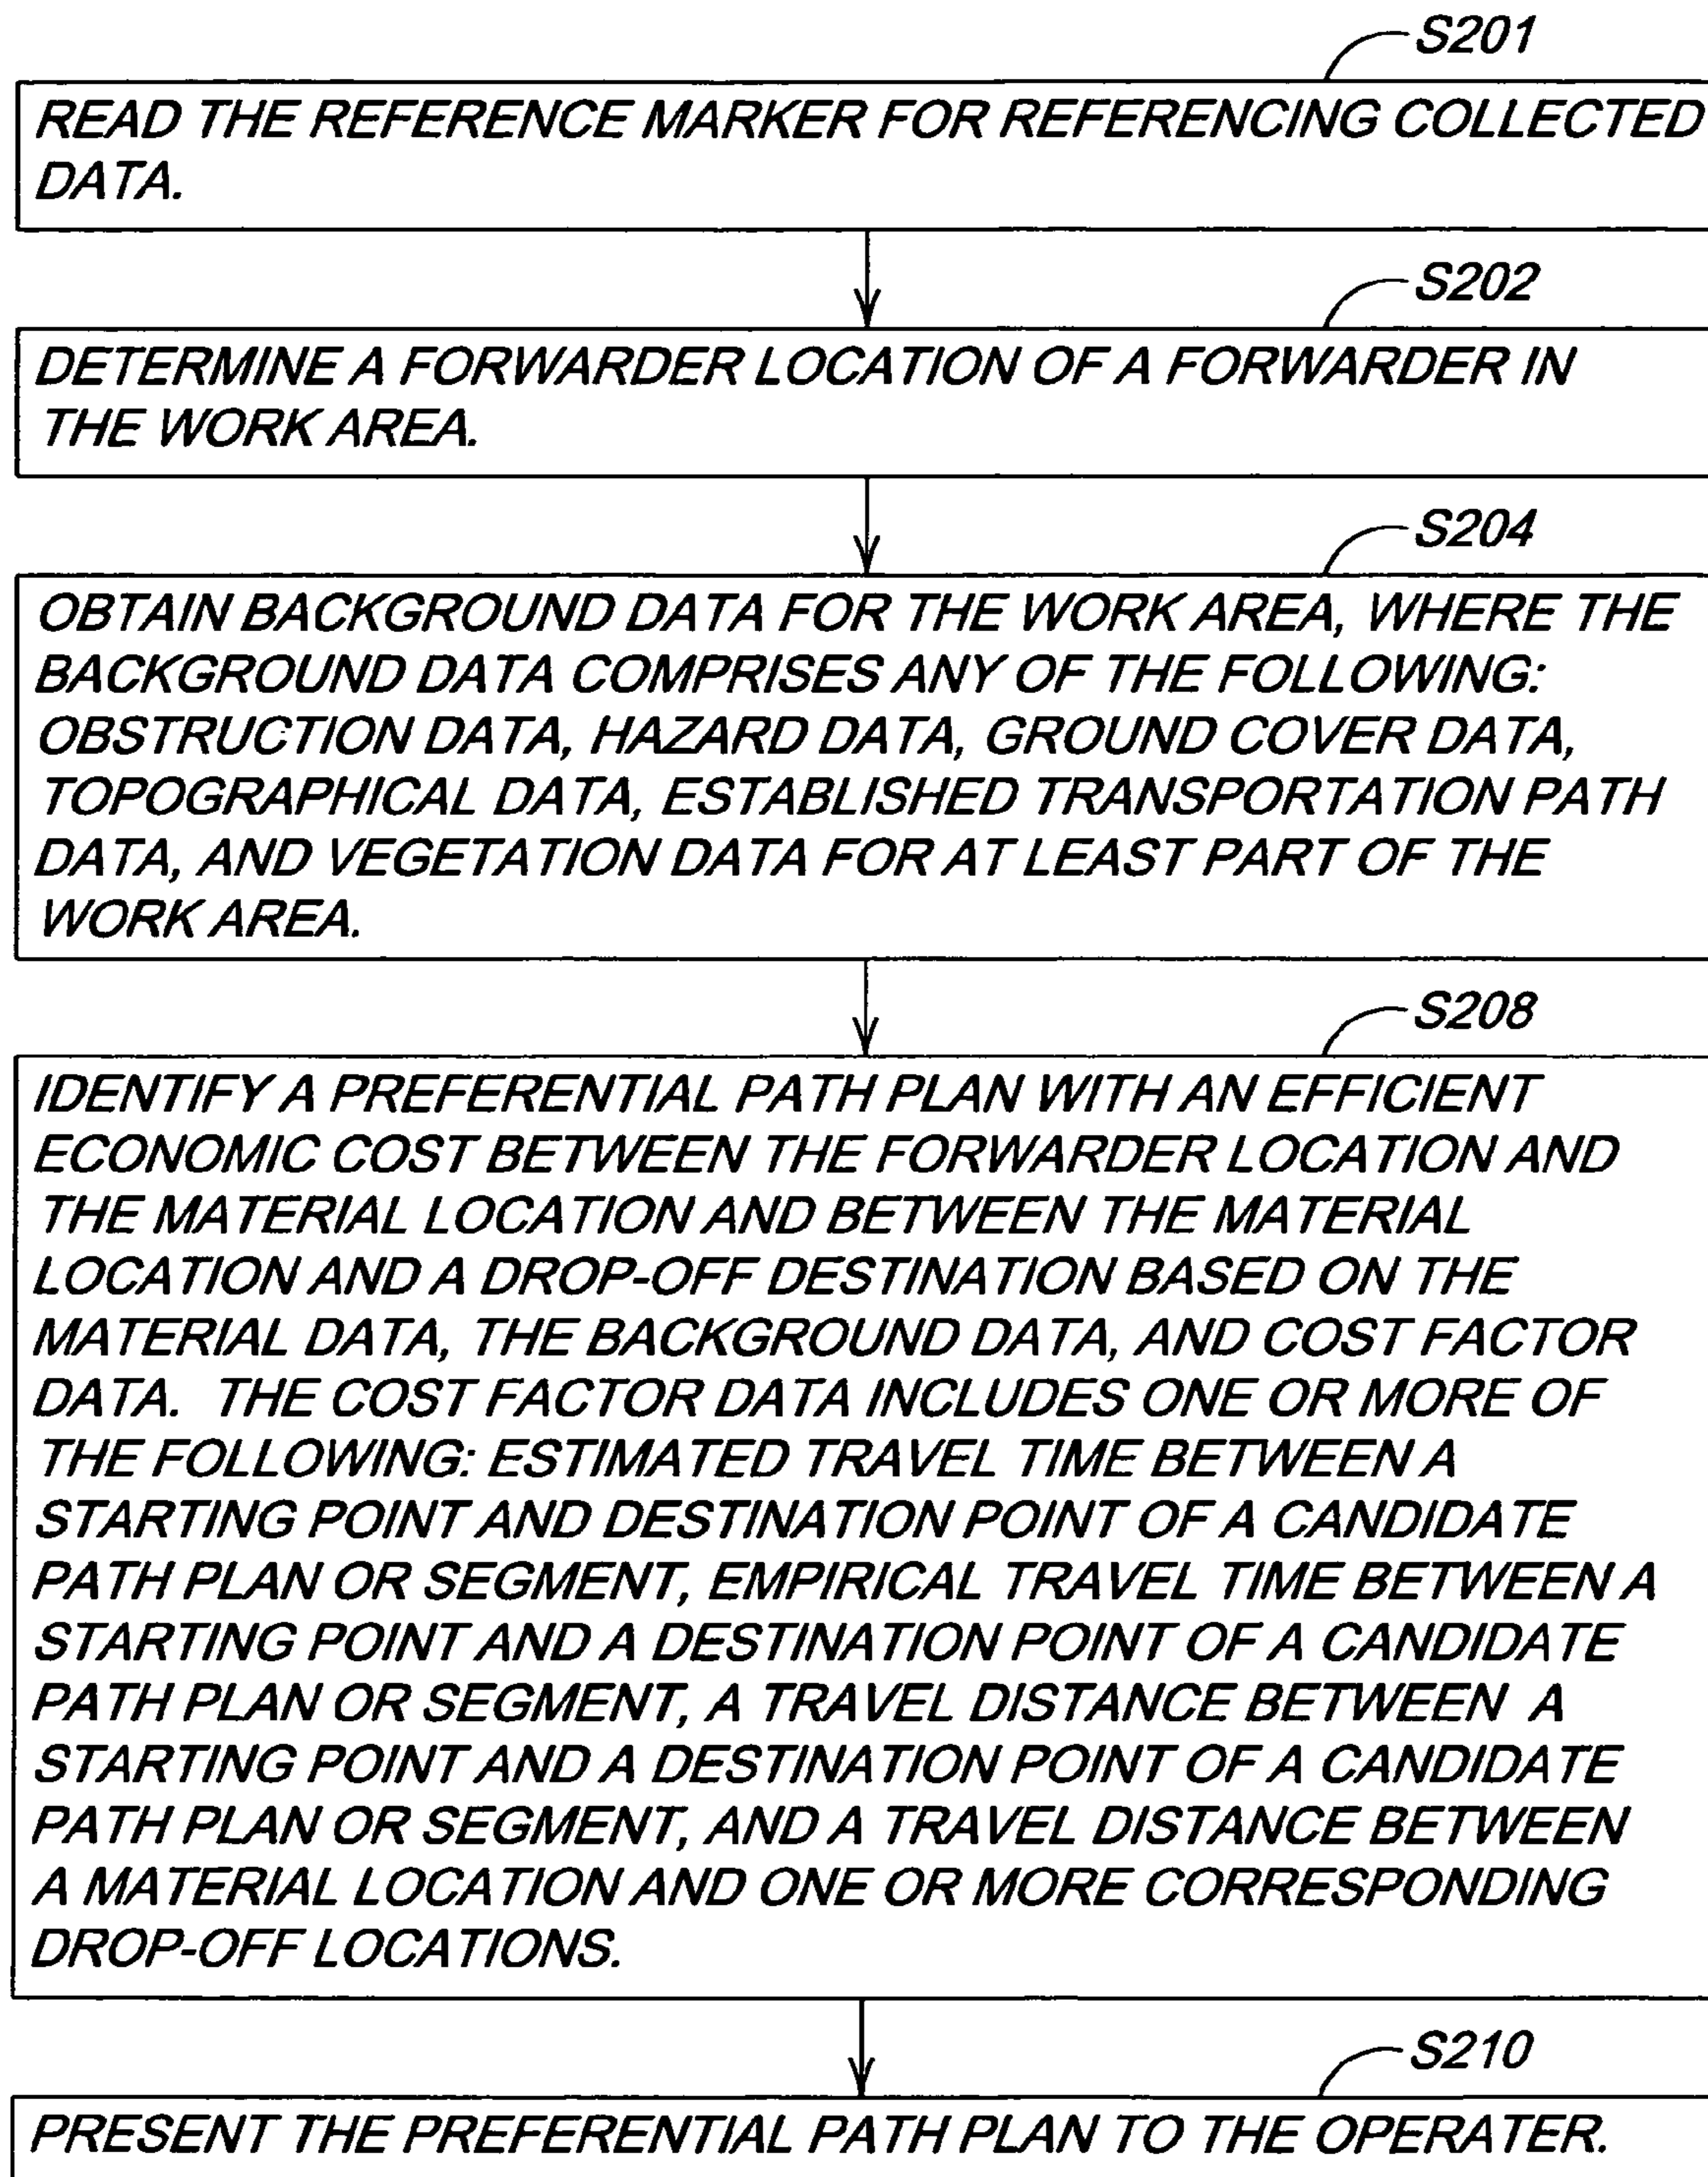 S201
READ THE REFERENCE MARKER FOR REFERENCING COLLECTED
DATA.
S202
DETERMINE A FORWARDER LOCATION OF A FORWARDER IN
THE WORK AREA.
S204
OBTAIN BACKGROUND DATA FOR THE WORK AREA, WHERE THE
BACKGROUND DATA COMPRISES ANY OF THE FOLLOWING:
OBSTRUCTION DATA, HAZARD DATA, GROUND COVER DATA,
TOPOGRAPHICAL DATA, ESTABLISHED TRANSPORTATION PATH
DATA, AND VEGETATION DATA FOR AT LEAST PART OF THE
WORK AREA.
S208
IDENTIFY A PREFERENTIAL PATH PLAN WITH AN EFFICIENT
ECONOMIC COST BETWEEN THE FORWARDER LOCATION AND
THE MATERIAL LOCATION AND BETWEEN THE MATERIAL
LOCATION AND A DROP-OFF DESTINATION BASED ON THE
MATERIAL DATA, THE BACKGROUND DATA, AND COST FACTOR
DATA. THE COST FACTOR DATA INCLUDES ONE OR MORE OF
THE FOLLOWING: ESTIMATED TRAVEL TIME BETWEEN A
STARTING POINT AND DESTINATION POINT OF A CANDIDATE
PATH PLAN OR SEGMENT, EMPIRICAL TRAVEL TIME BETWEEN A
STARTING POINT AND A DESTINATION POINT OF A CANDIDATE
PATH PLAN OR SEGMENT, A TRAVEL DISTANCE BETWEEN A
STARTING POINT AND A DESTINATION POINT OF A CANDIDATE
PATH PLAN OR SEGMENT, AND A TRAVEL DISTANCE BETWEEN
A MATERIAL LOCATION AND ONE OR MORE CORRESPONDING
DROP-OFF LOCATIONS.
S210
PRESENT THE PREFERENTIAL PATH PLAN TO THE OPERATER.